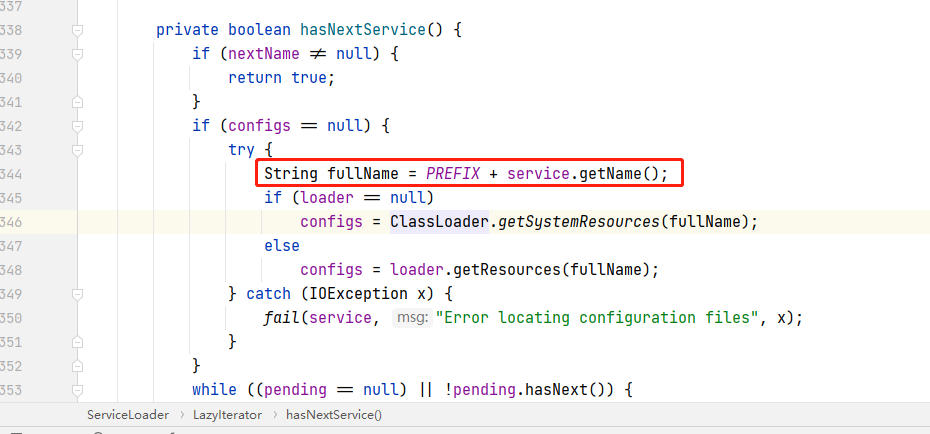 337
338 private boolean hasNextService() {
339 if (nextName ≠ null) {
340 return true;
341 }
342 if (configs == null) {
343 try {
344 String fullName = PREFIX + service.getName();
345 if (loader == null)
346 configs = ClassLoader.getSystemResources(fullName);
347 else
348 configs = loader.getResources(fullName);
349 } catch (IOException x) {
350 fail(service, msg: "Error locating configuration files", x);
351 }
352 }
353 while ((pending == null) || !pending.hasNext()) {
ServiceLoader › LazyIterator › hasNextService()